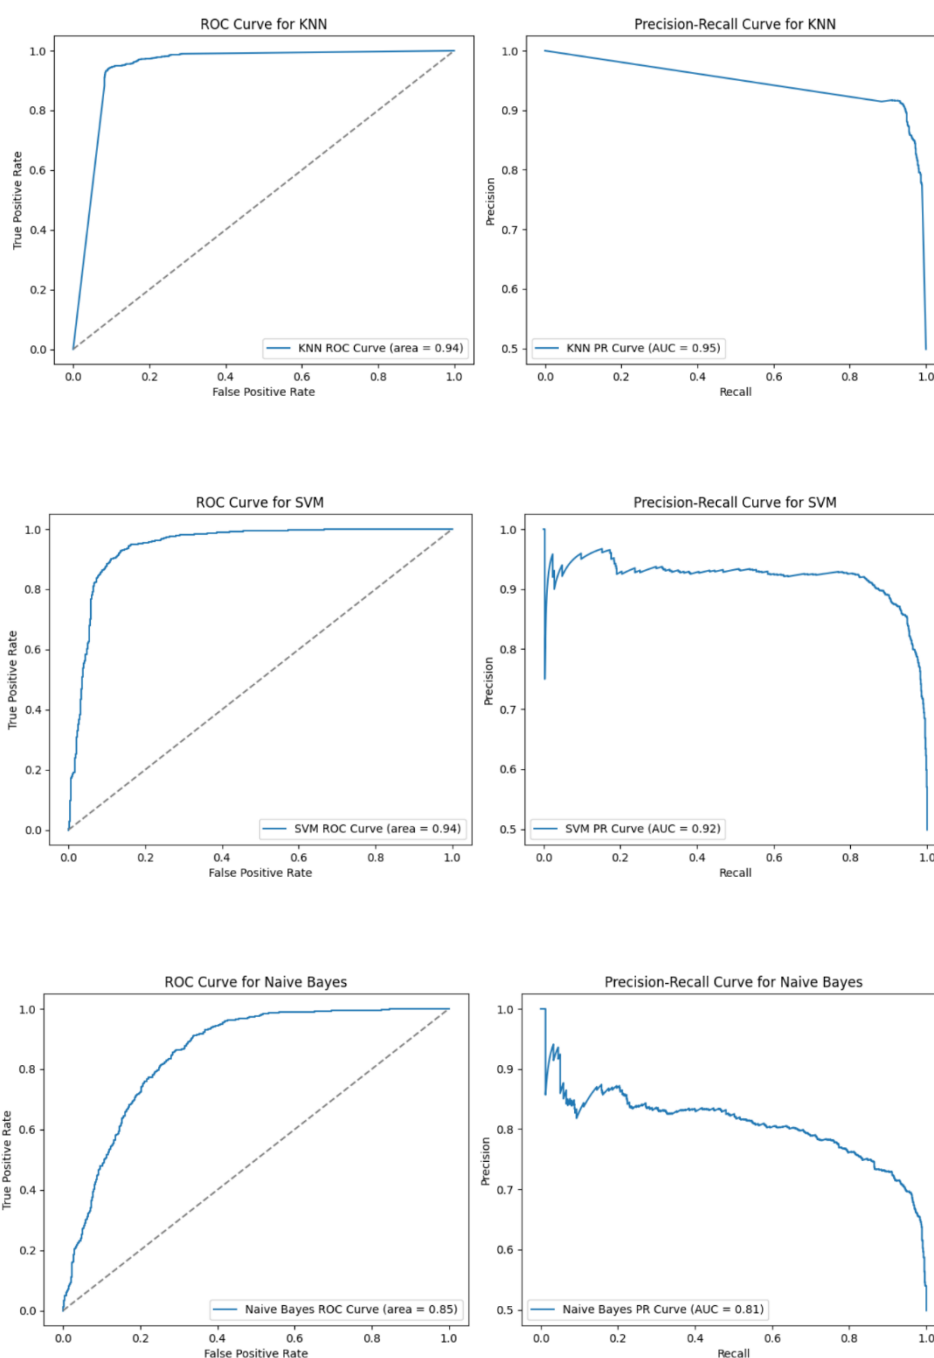 ROC Curve for KNN
1.0
0.8
0.6
0.4
0.2
0.0
True Positive Rate
KNN ROC Curve (area = 0.94)
0.0 0.2 0.4 0.6 0.8 1.0
False Positive Rate
Precision-Recall Curve for KNN
1.0
0.9
0.8
0.7
0.6
0.5
Precision
KNN PR Curve (AUC = 0.95)
0.0 0.2 0.4 0.6 0.8 1.0
Recall
ROC Curve for SVM
1.0
0.8
0.6
0.4
0.2
0.0
True Positive Rate
SVM ROC Curve (area = 0.94)
0.0 0.2 0.4 0.6 0.8 1.0
False Positive Rate
Precision-Recall Curve for SVM
1.0
0.9
0.8
0.7
0.6
0.5
Precision
SVM PR Curve (AUC = 0.92)
0.0 0.2 0.4 0.6 0.8 1.0
Recall
ROC Curve for Naive Bayes
1.0
0.8
0.6
0.4
0.2
0.0
True Positive Rate
Naive Bayes ROC Curve (area = 0.85)
0.0 0.2 0.4 0.6 0.8 1.0
False Positive Rate
Precision-Recall Curve for Naive Bayes
1.0
0.9
0.8
0.7
0.6
0.5
Precision
Naive Bayes PR Curve (AUC = 0.81)
0.0 0.2 0.4 0.6 0.8 1.0
Recall